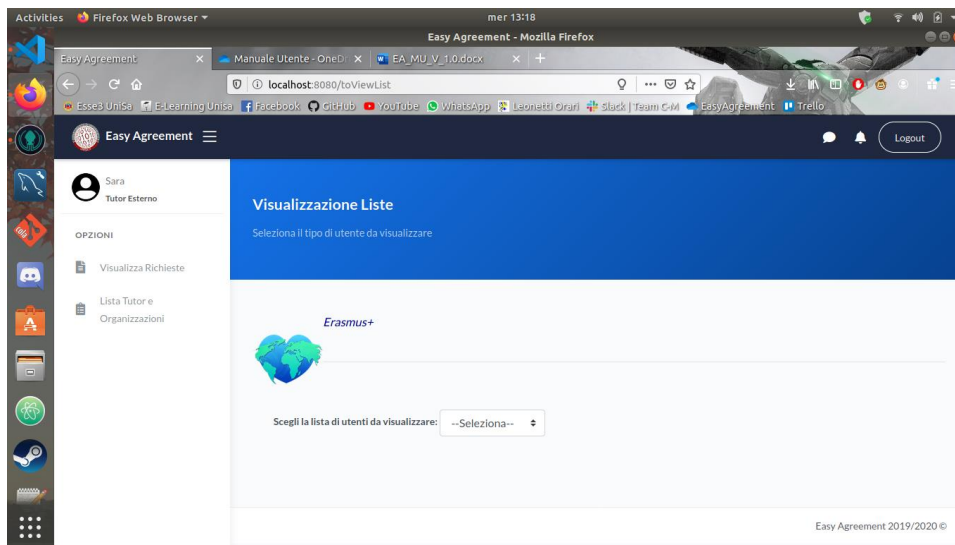 Activities
Firefox Web Browser
mer 13:18
Easy Agreement - Mozilla Firefox
Easy Agreement
Manuale Utente - OneDr
EA_MU_V_1.0.docx
localhost:8080/toViewList
Esse3 UniSa
E-Learning Unisa
Facebook
GitHub
YouTube
WhatsApp
Leonetti Orari
Slack | Team C-M
EasyAgreement
Trello
Easy Agreement
Logout
Sara
Tutor Esterno
OPZIONI
Visualizza Richieste
Lista Tutor e
Organizzazioni
Visualizzazione Liste
Seleziona il tipo di utente da visualizzare
Erasmus+
Scegli la lista di utenti da visualizzare:
--Seleziona--
Easy Agreement 2019/2020 ©